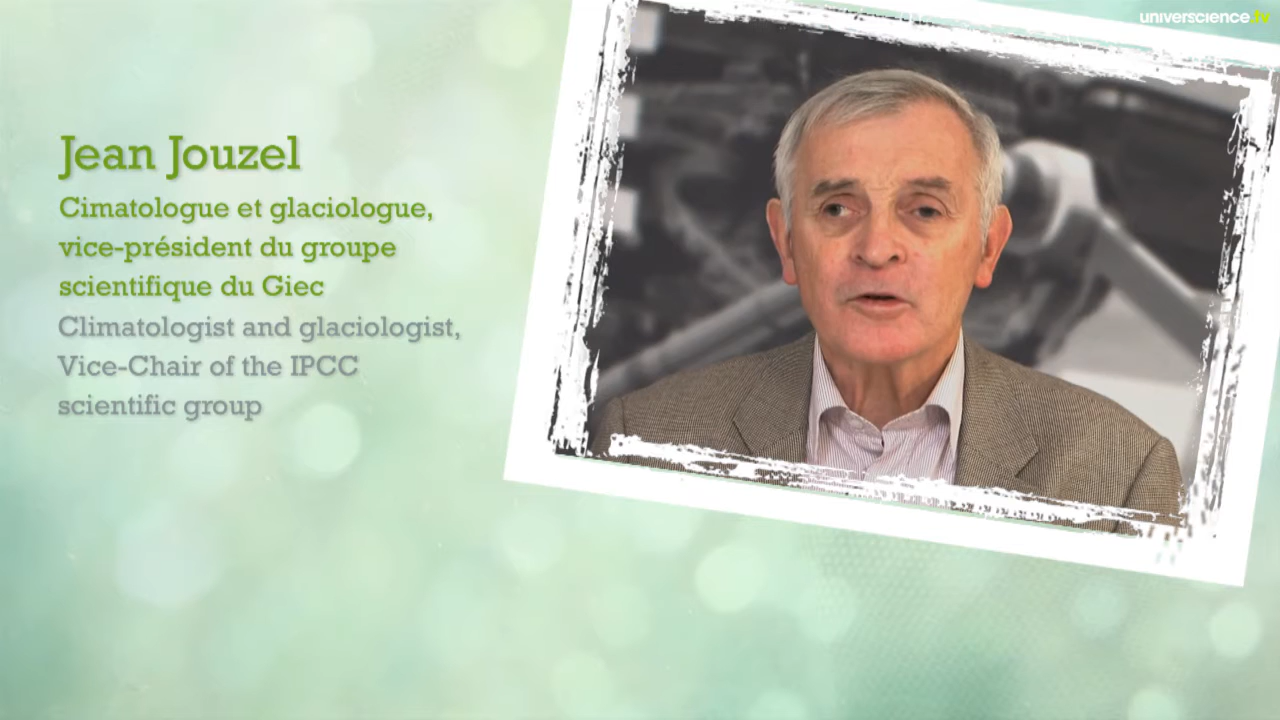 universcience.tv
Jean Jouzel
Cimatologue et glaciologue,
vice-président du groupe
scientifique du Giec
Climatologist and glaciologist,
Vice-Chair of the IPCC
scientific group